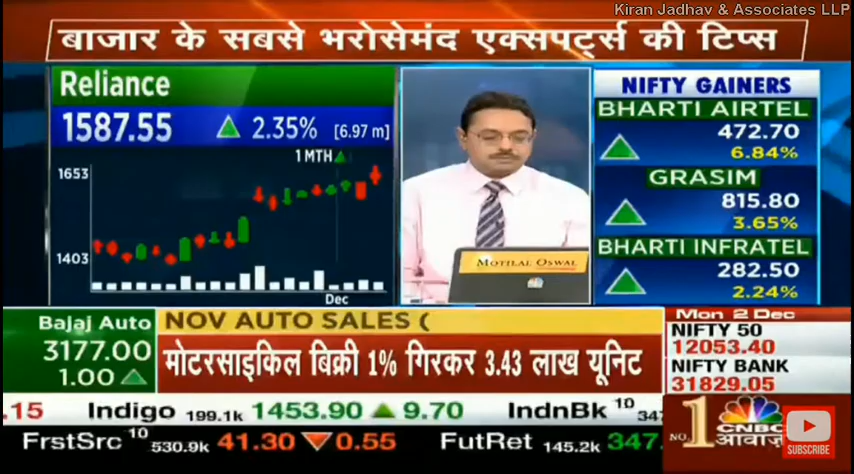 Kiran Jadhav & Associates LLP
बाजार के सबसे भरोसेमंद एक्सपर्ट्स की टिप्स
Reliance
1587.55 2.35% [6.97 m]
1 MTH
1653
1403
Dec
MOTILAL OSWAL
NIFTY GAINERS
BHARTI AIRTEL
472.70
6.84%
GRASIM
815.80
3.65%
BHARTI INFRATEL
282.50
2.24%
Bajaj Auto
3177.00
1.00
NOV AUTO SALES (
मोटरसाइकिल बिक्री 1% गिरकर 3.43 लाख यूनिट
Mon 2 Dec
NIFTY 50
12053.40
NIFTY BANK
31829.05
.15 Indigo 199.1k 1453.90 9.70 IndnBk 10 347
FrstSrc 10 530.9k 41.30 0.55 FutRet 145.2k 347.
NO. 1 CNBC
आवाज़
SUBSCRIBE